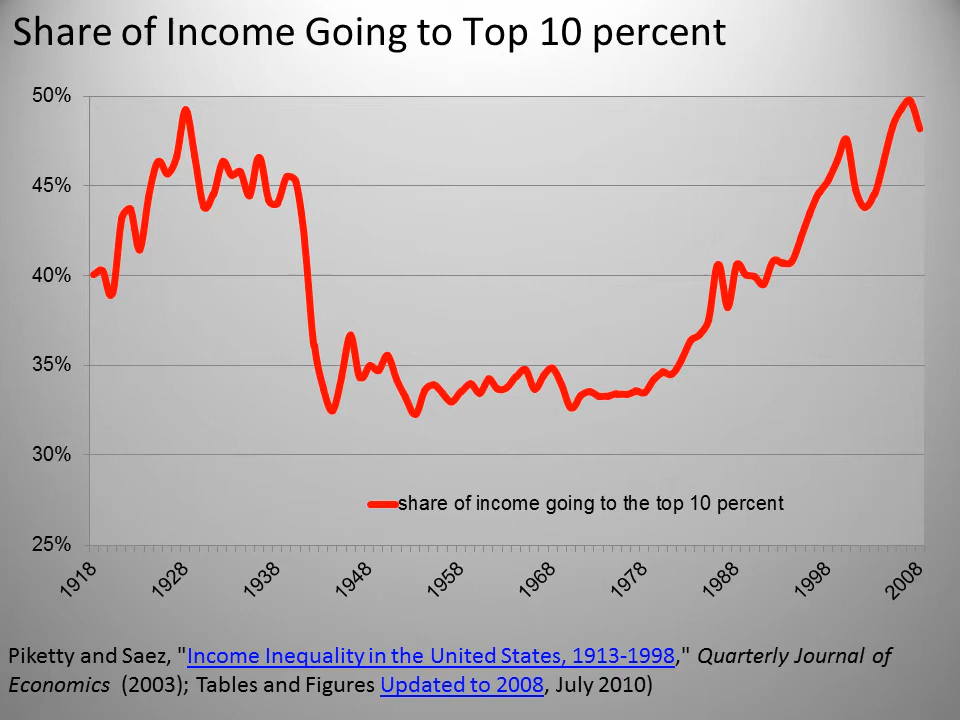 Share of Income Going to Top 10 percent
50%
45%
40%
35%
30%
25%
share of income going to the top 10 percent
1918 1928 1938 1948 1958 1968 1978 1988 1998 2008
Piketty and Saez, "Income Inequality in the United States, 1913-1998," Quarterly Journal of
Economics (2003); Tables and Figures Updated to 2008, July 2010)